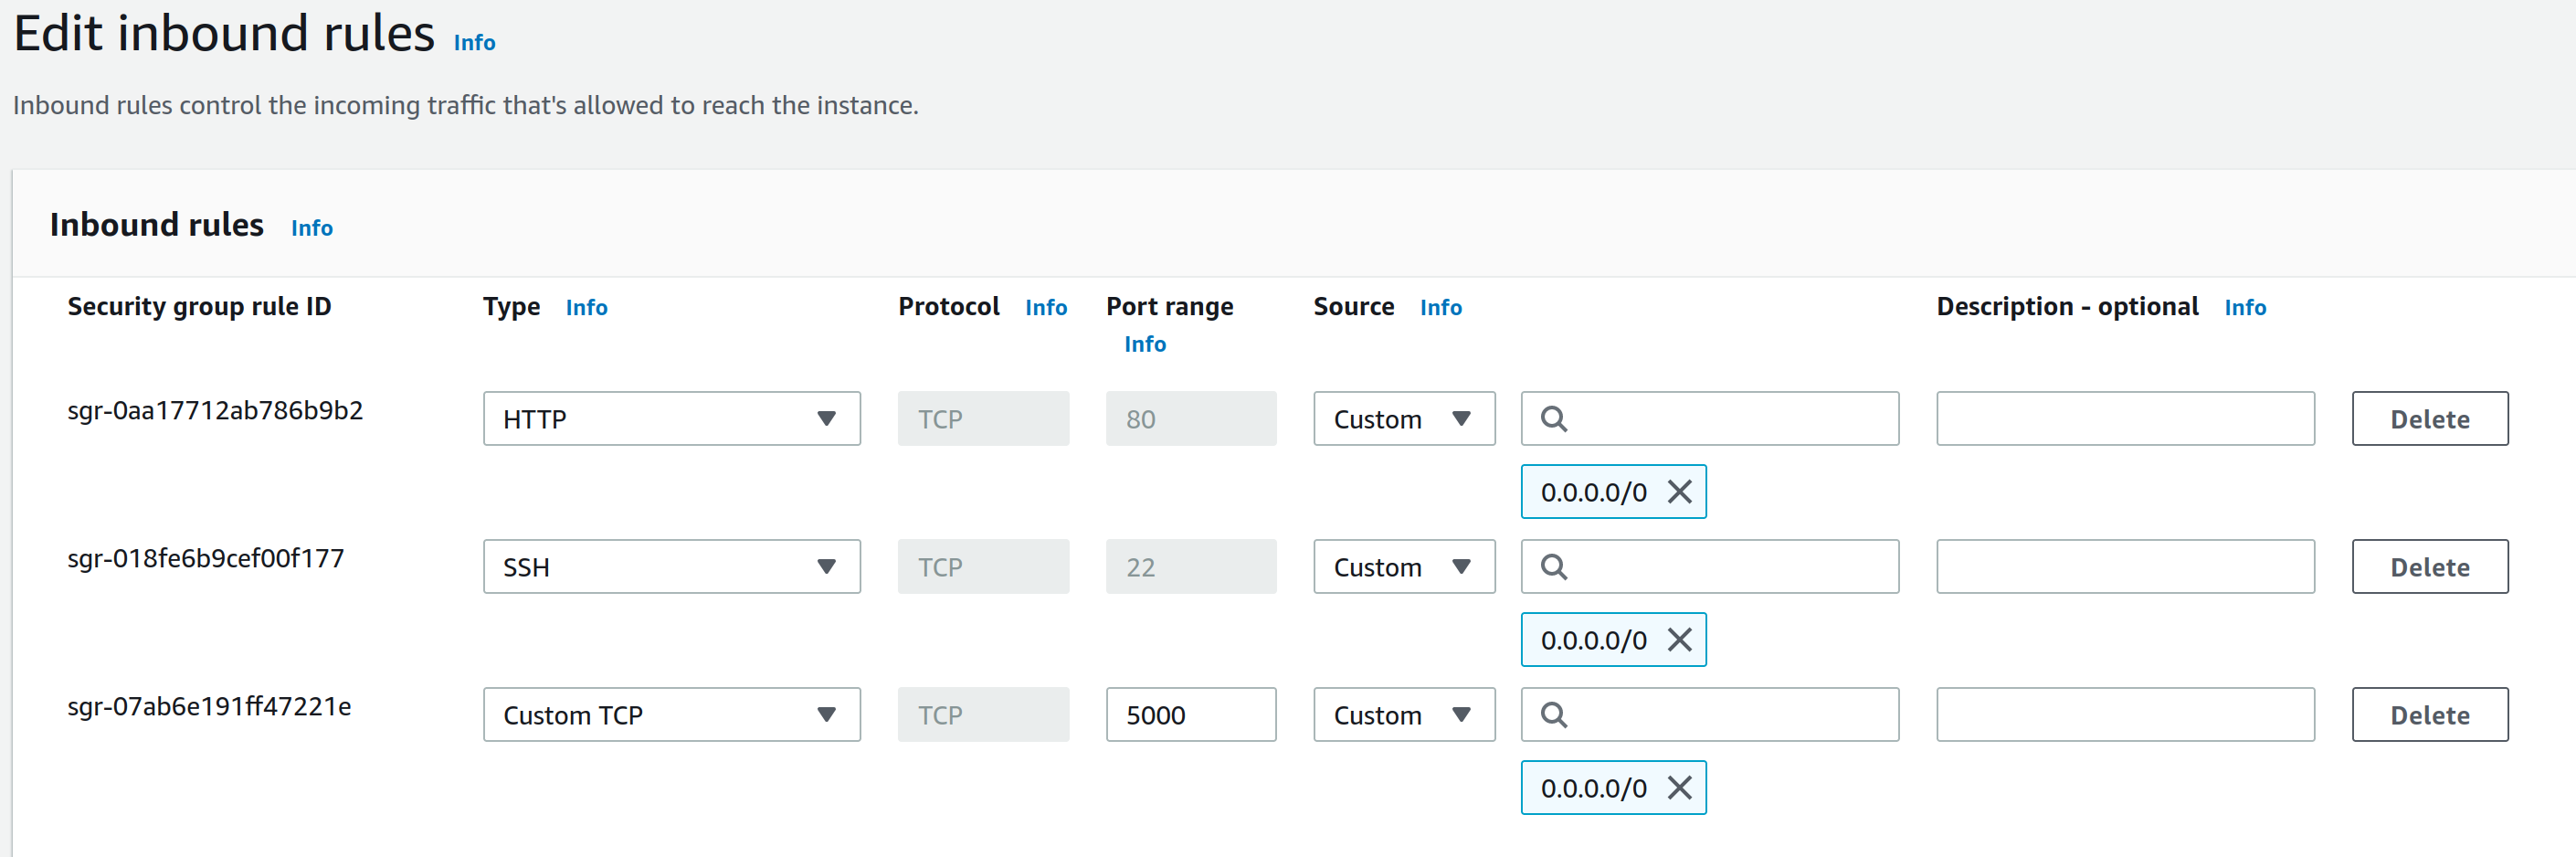 Edit inbound rules Info
Inbound rules control the incoming traffic that's allowed to reach the instance.
Inbound rules Info
Security group rule ID Type Info Protocol Info Port range Info Source Info Description - optional Info
sgr-0aa17712ab786b9b2 HTTP TCP 80 Custom Delete
0.0.0.0/0
sgr-018fe6b9cef00f177 SSH TCP 22 Custom Delete
0.0.0.0/0
sgr-07ab6e191ff47221e Custom TCP TCP 5000 Custom Delete
0.0.0.0/0